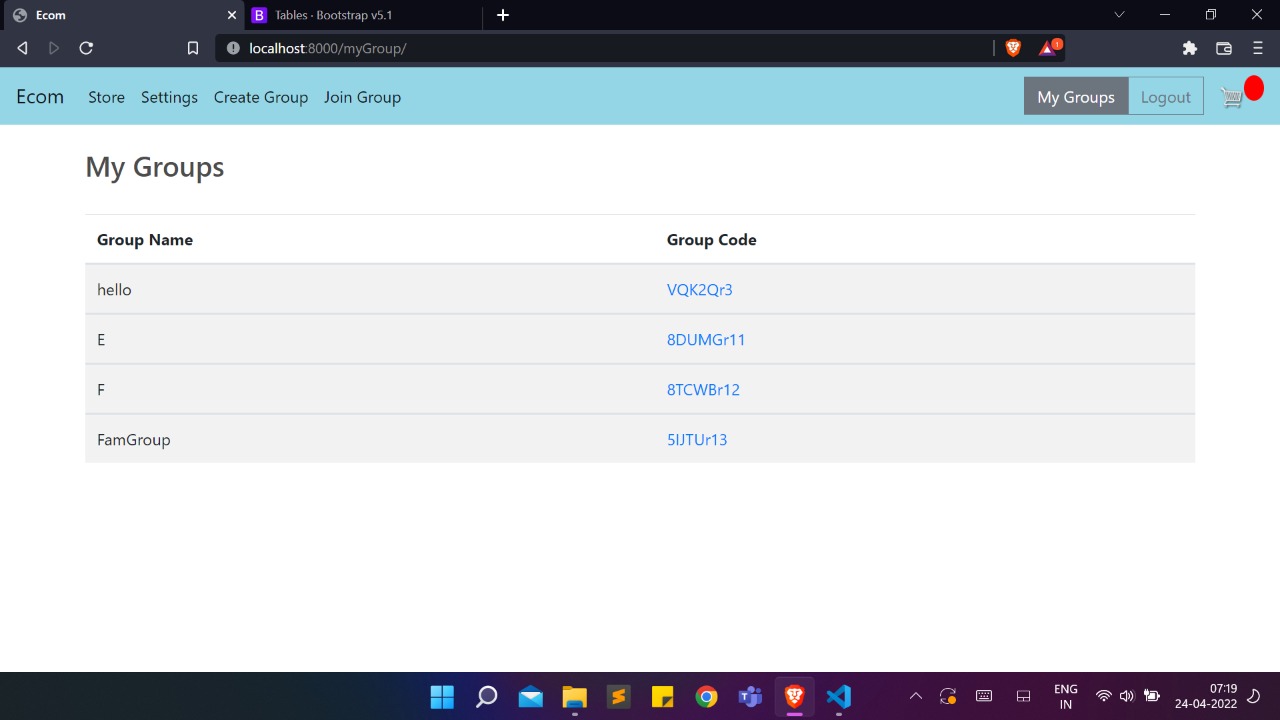 Ecom
Tables · Bootstrap v5.1
localhost:8000/myGroup/
1
Ecom Store Settings Create Group Join Group My Groups Logout
My Groups
Group Name Group Code
hello VQK2Qr3
E 8DUMGr11
F 8TCWBr12
FamGroup 5IJTUr13
ENG 07:19
IN 24-04-2022